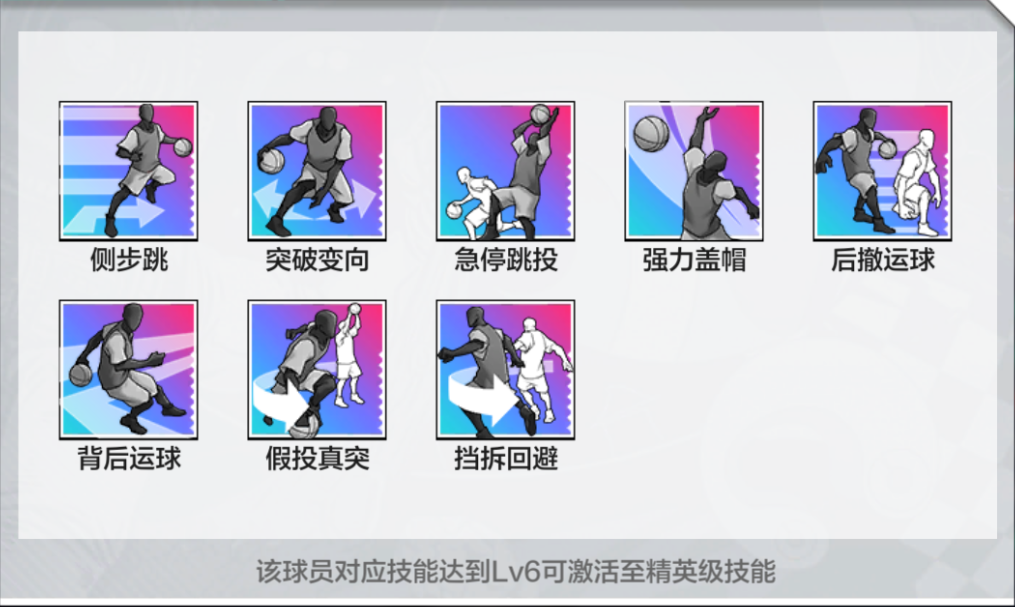 侧步跳
突破变向
急停跳投
强力盖帽
后撤运球
背后运球
假投真突
挡拆回避
该球员对应技能达到Lv6可激活至精英级技能